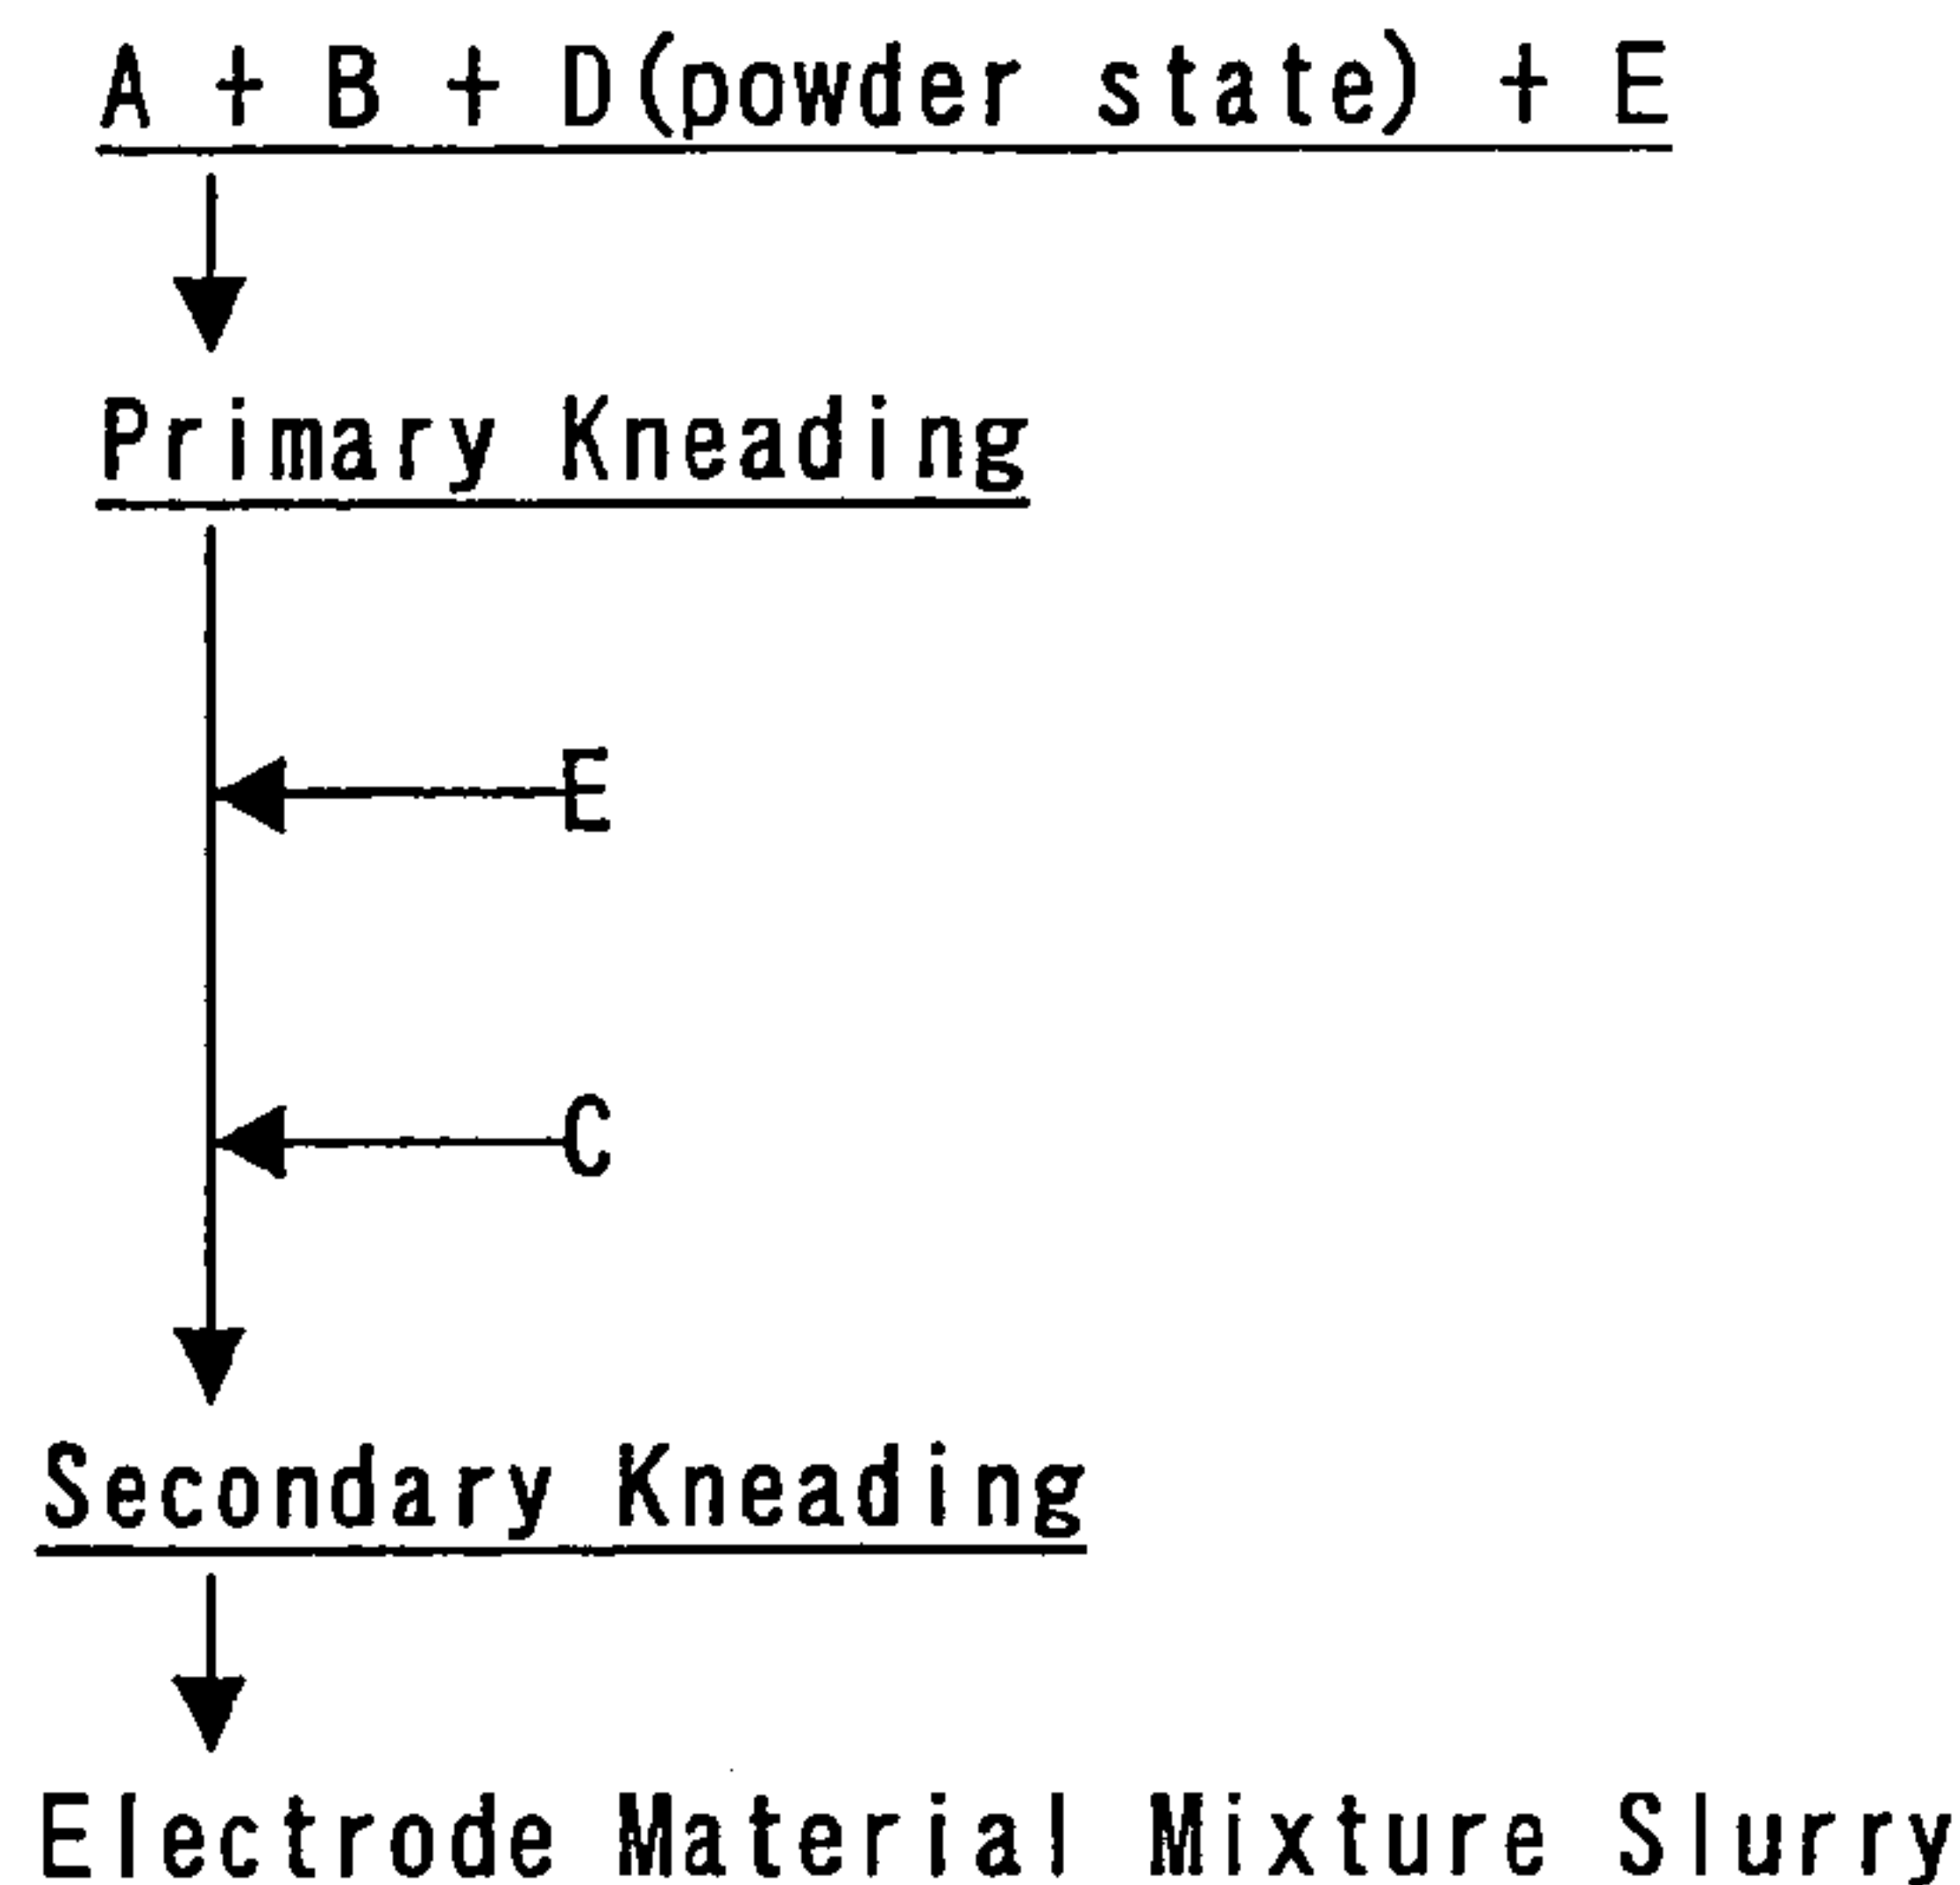 A + B + D(powder state) + E
Primary Kneading
E
C
Secondary Kneading
Electrode Material Mixture Slurry